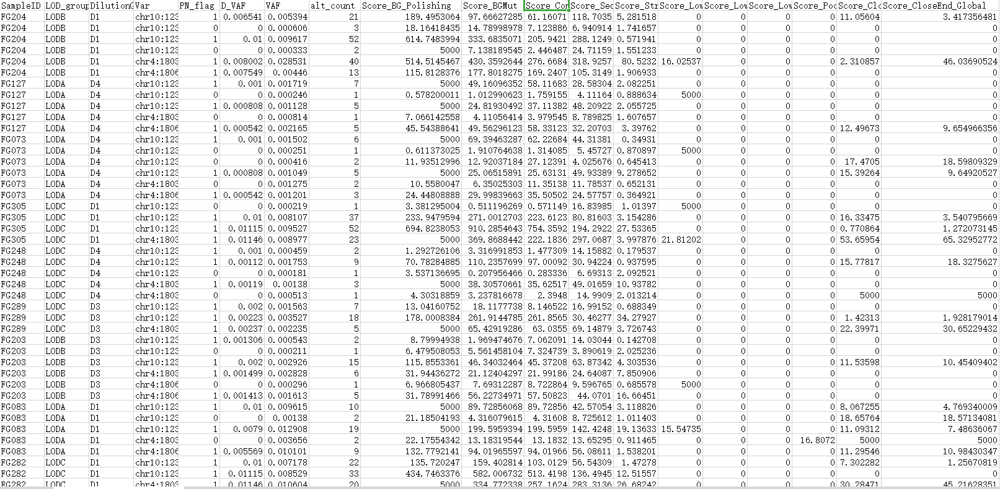 SampleID LOD_group DilutionG Var PN_flag D_VAF VAF alt_count Score_BG_Polishing Score_BGMut Score_Cor Score_Sec Score_Str Score_Low Score_Low Score_Low Score_Poo Score_Clo Score_CloseEnd_Global
FG204 LODB D1 chr10:123 1 0.006541 0.005394 21 189.4953064 97.66627285 61.16071 118.7035 5.281518 0 0 0 0 11.05604 3.417356481
FG204 LODB D1 chr10:123 0 0 0.000606 3 18.16418435 14.78998978 7.123886 6.940914 1.741657 0 0 0 0 0 0
FG204 LODB D1 chr10:123 1 0.01 0.009617 52 614.7483994 333.6835071 205.9421 288.1249 0.571941 0 0 0 0 0 0
FG204 LODB D1 chr10:123 0 0 0.000333 2 5000 7.138189545 2.446487 24.71159 1.551233 0 0 0 0 0 0
FG204 LODB D1 chr4:1803 1 0.008002 0.028531 40 514.5145467 430.3592644 276.6684 318.9257 80.5232 16.02537 0 0 0 2.310857 46.03690524
FG204 LODB D1 chr4:1806 1 0.007549 0.00446 13 115.8128376 177.8018275 169.2407 105.3149 1.906933 0 0 0 0 0 0
FG127 LODA D4 chr10:123 1 0.001 0.001719 7 5000 49.16096352 58.11683 28.58304 2.082251 0 0 0 0 0 0
FG127 LODA D4 chr10:123 0 0 0.000246 1 0.578200011 1.012990623 1.759155 4.11164 0.888634 5000 0 0 0 0 0
FG127 LODA D4 chr10:123 1 0.000808 0.001128 5 5000 24.81930492 37.11382 48.20922 2.055725 0 0 0 0 0 0
FG127 LODA D4 chr4:1803 0 0 0.000814 1 7.066142558 4.11056414 3.979545 8.789825 1.607657 0 0 0 0 0 0
FG127 LODA D4 chr4:1806 1 0.000542 0.002165 5 45.54388641 49.56296123 58.33123 32.20703 3.39762 0 0 0 0 12.49673 9.654966356
FG073 LODA D4 chr10:123 1 0.001 0.001502 6 5000 69.39463287 62.22684 44.31381 0.34931 0 0 0 0 0 0
FG073 LODA D4 chr10:123 0 0 0.000251 1 0.611373025 1.910764638 1.314085 5.45727 0.870897 5000 0 0 0 0 0
FG073 LODA D4 chr10:123 0 0 0.000416 2 11.93512996 12.92037184 27.12391 4.025676 0.645413 0 0 0 0 17.4705 18.59809329
FG073 LODA D4 chr10:123 1 0.000808 0.001049 5 5000 25.06515891 25.63131 49.93389 9.278652 0 0 0 0 15.39264 9.64920527
FG073 LODA D4 chr4:1803 0 0 0.001275 2 10.5580047 6.35025303 11.35138 11.78537 0.652131 0 0 0 0 0 0
FG073 LODA D4 chr4:1806 1 0.000542 0.001201 3 24.44808888 29.99839663 35.50502 24.57757 0.364921 0 0 0 0 0 0
FG305 LODC D1 chr10:123 0 0 0.000219 1 3.381295004 0.511196269 0.571149 16.83985 1.01397 5000 0 0 0 0 0
FG305 LODC D1 chr10:123 1 0.01 0.008107 37 233.9479594 271.0012703 223.6123 80.81603 3.154286 0 0 0 0 16.33475 3.540795669
FG305 LODC D1 chr10:123 1 0.01115 0.009527 52 694.8238053 910.2854643 754.3592 194.2922 27.53365 0 0 0 0 0.770864 1.272073145
FG305 LODC D1 chr4:1803 1 0.01146 0.008977 23 5000 369.8688442 222.1836 297.0687 3.997876 21.81202 0 0 0 53.65954 65.32952772
FG248 LODC D4 chr10:123 1 0.001 0.000459 2 1.292726106 3.316991853 1.477309 14.15882 0.179537 0 0 0 0 0 0
FG248 LODC D4 chr10:123 1 0.00112 0.001753 9 70.78284885 110.2357699 97.00092 30.94224 0.937595 0 0 0 0 15.77817 18.3275627
FG248 LODC D4 chr10:123 0 0 0.000181 1 3.537136695 0.207956466 0.283336 6.69313 2.092521 0 0 0 0 0 0
FG248 LODC D4 chr4:1803 1 0.00119 0.00138 3 5000 38.30570661 35.62517 49.01659 10.93782 0 0 0 0 0 0
FG248 LODC D4 chr4:1803 0 0 0.000513 1 4.30318859 3.237816678 2.3948 14.9909 2.013214 0 0 0 0 5000 5000
FG289 LODC D3 chr10:123 1 0.002 0.001563 7 13.04160752 18.1177738 8.146522 16.99152 0.688349 0 0 0 0 0 0
FG289 LODC D3 chr10:123 1 0.00223 0.003527 18 178.0008384 261.9144785 261.8565 30.46277 34.27927 0 0 0 0 1.42313 1.928179014
FG289 LODC D3 chr4:1803 1 0.00237 0.002235 5 5000 65.42919286 63.0355 69.14879 3.726743 0 0 0 0 22.39971 30.65229432
FG203 LODB D3 chr10:123 1 0.001306 0.000543 2 8.79994938 1.969474676 7.062091 14.03044 0.142708 0 0 0 0 0 0
FG203 LODB D3 chr10:123 0 0 0.000211 1 6.479508053 5.561458104 7.324739 3.890619 2.025236 0 0 0 0 0 0
FG203 LODB D3 chr10:123 1 0.002 0.002926 15 115.8553361 46.34032464 45.37208 63.87342 4.303536 0 0 0 0 11.53598 10.45409402
FG203 LODB D3 chr4:1803 1 0.001499 0.002828 6 31.94436272 21.12404297 21.99186 24.64087 7.850906 0 0 0 0 0 0
FG203 LODB D3 chr4:1806 0 0 0.000296 1 6.966805437 7.69312287 8.722864 9.596765 0.685578 5000 0 0 0 0 0
FG203 LODB D3 chr4:1806 1 0.001413 0.001613 5 31.78991466 56.22734971 57.50823 44.0701 16.66451 0 0 0 0 0 0
FG083 LODA D1 chr10:123 1 0.01 0.009615 10 5000 89.72856068 89.72856 42.57054 3.118826 0 0 0 0 8.067255 4.769340009
FG083 LODA D1 chr10:123 0 0 0.00138 2 21.18504193 4.316079615 4.31608 8.725612 1.011403 0 0 0 0 18.65764 18.57134081
FG083 LODA D1 chr10:123 1 0.0079 0.012908 19 5000 199.5959394 199.5959 142.4248 19.13633 15.54735 0 0 0 11.09312 7.48636067
FG083 LODA D1 chr4:1803 0 0 0.003656 2 22.17554342 13.18319544 13.1832 13.65295 0.911465 0 0 0 16.8072 5000 5000
FG083 LODA D1 chr4:1806 1 0.005569 0.010101 9 132.7792141 94.01965597 94.01966 56.08611 1.538201 0 0 0 0 11.29546 10.98430347
FG282 LODC D1 chr10:123 1 0.01 0.007178 22 135.720247 159.402814 103.0129 56.54309 1.47278 0 0 0 0 7.302282 1.25670819
FG282 LODC D1 chr10:123 1 0.01115 0.008529 33 434.7463376 582.006732 513.4198 136.4945 12.51557 0 0 0 0 0 0
FG282 LODC D1 chr4:1803 1 0.01146 0.010604 20 5000 334.772338 257.1624 283.3136 26.68242 0 0 0 0 30.28471 45.21628351